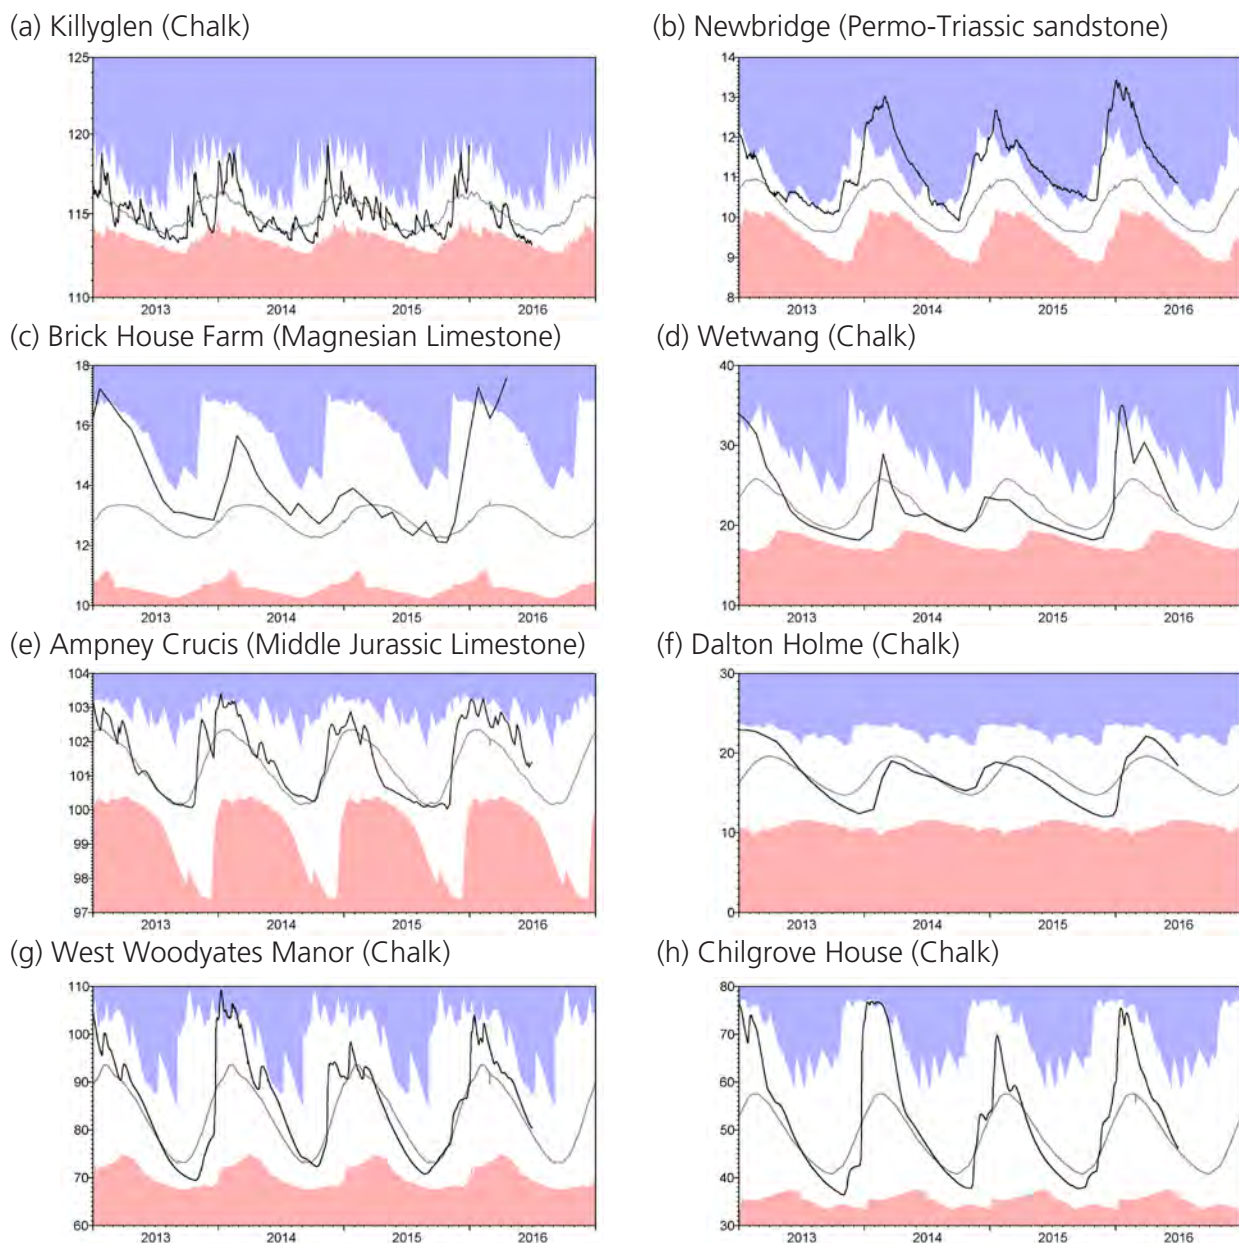 (a) Killyglen (Chalk)
(b) Newbridge (Permo-Triassic sandstone)
125
120
115
110
2013 2014 2015 2016
14
13
12
11
10
9
8
2013 2014 2015 2016
(c) Brick House Farm (Magnesian Limestone)
(d) Wetwang (Chalk)
18
16
14
12
10
2013 2014 2015 2016
40
30
20
10
2013 2014 2015 2016
(e) Ampney Crucis (Middle Jurassic Limestone)
(f) Dalton Holme (Chalk)
104
103
102
101
100
99
98
97
2013 2014 2015 2016
30
20
10
0
2013 2014 2015 2016
(g) West Woodyates Manor (Chalk)
(h) Chilgrove House (Chalk)
110
100
90
80
70
60
2013 2014 2015 2016
80
70
60
50
40
30
2013 2014 2015 2016